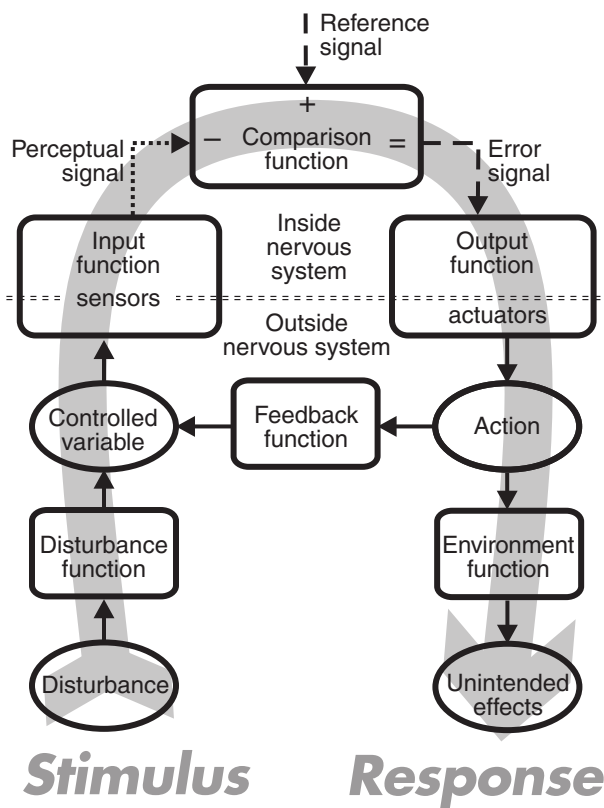 Reference
signal
+
− Comparison =
function
Perceptual
signal
Error
signal
Input
function
sensors
Inside
nervous
system
Output
function
actuators
Outside
nervous system
Controlled
variable
Feedback
function
Action
Disturbance
function
Environment
function
Disturbance
Unintended
effects
Stimulus
Response